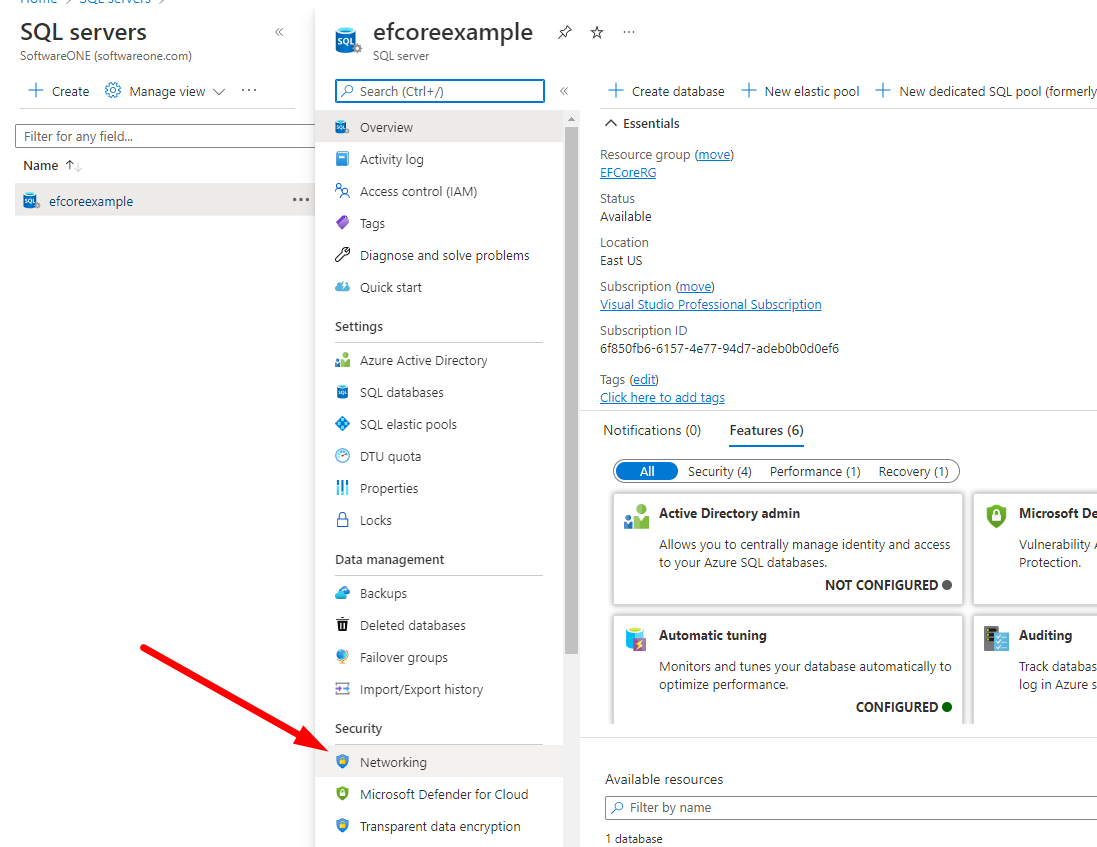 Home > SQL servers >
SQL servers
SoftwareONE (softwareone.com)
Create
Manage view
Filter for any field...
Name
efcoreexample
efcoreexample
SQL server
Search (Ctrl+/)
Overview
Activity log
Access control (IAM)
Tags
Diagnose and solve problems
Quick start
Settings
Azure Active Directory
SQL databases
SQL elastic pools
DTU quota
Properties
Locks
Data management
Backups
Deleted databases
Failover groups
Import/Export history
Security
Networking
Microsoft Defender for Cloud
Transparent data encryption
Create database
New elastic pool
New dedicated SQL pool (formerly
Essentials
Resource group (move)
EFCoreRG
Status
Available
Location
East US
Subscription (move)
Visual Studio Professional Subscription
Subscription ID
6f850fb6-6157-4e77-94d7-adeb0b0d0ef6
Tags (edit)
Click here to add tags
Notifications (0)
Features (6)
All
Security (4)
Performance (1)
Recovery (1)
Active Directory admin
Allows you to centrally manage identity and access
to your Azure SQL databases.
NOT CONFIGURED
Microsoft De
Vulnerability A
Protection.
Automatic tuning
Monitors and tunes your database automatically to
optimize performance.
CONFIGURED
Auditing
Track databas
log in Azure s
Available resources
Filter by name
1 database